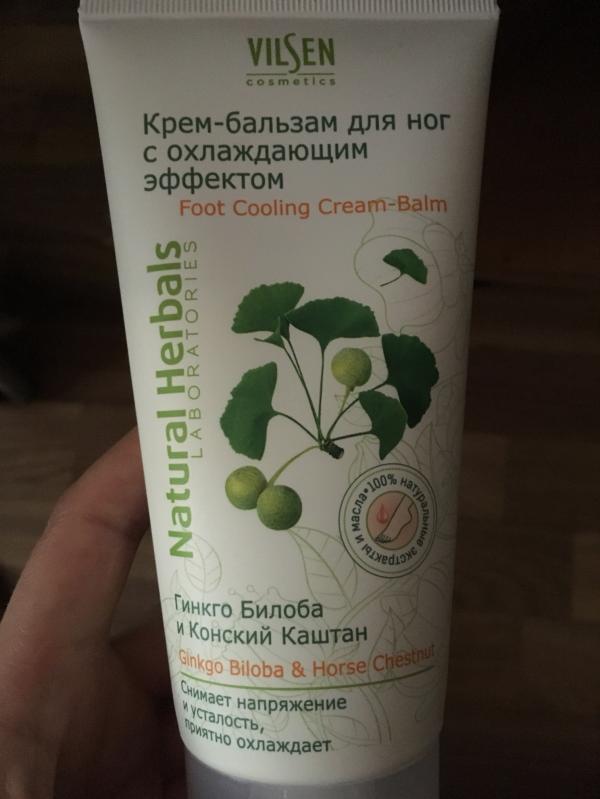 VILSEN
cosmetics
Крем-бальзам для ног
с охлаждающим
эффектом
Foot Cooling Cream-Balm
Natural Herbals
LABORATORIES
100% натуральные экстракты и масла
Гинкго Билоба
и Конский Каштан
Ginkgo Biloba & Horse Chestnut
Снимает напряжение
и усталость,
приятно охлаждает